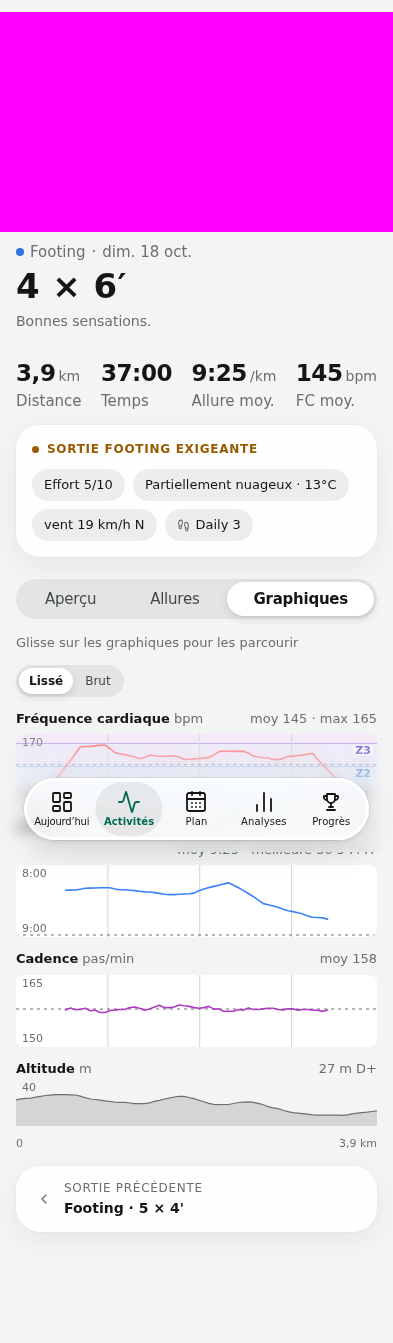 Footing · dim. 18 oct.
4 × 6′
Bonnes sensations.
3,9 km 37:00 9:25 /km 145 bpm
Distance Temps Allure moy. FC moy.
SORTIE FOOTING EXIGEANTE
Effort 5/10 Partiellement nuageux · 13°C
vent 19 km/h N Daily 3
Aperçu Allures Graphiques
Glisse sur les graphiques pour les parcourir
Lissé Brut
Fréquence cardiaque bpm moy 145 · max 165
170
Z3
Z2
Aujourd’hui Activités Plan Analyses Progrès
8:00
9:00
Cadence pas/min moy 158
165
150
Altitude m 27 m D+
40
0 3,9 km
SORTIE PRÉCÉDENTE
Footing · 5 × 4'